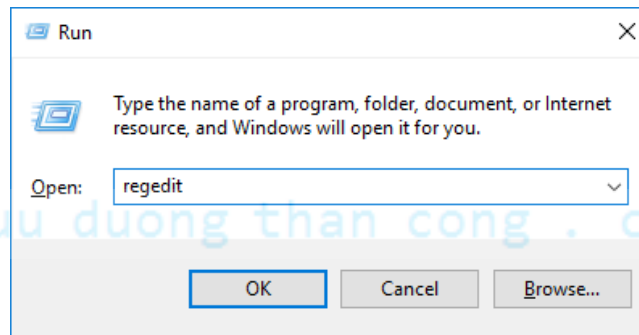 Run
Type the name of a program, folder, document, or Internet
resource, and Windows will open it for you.
Open: regedit
uu duong than cong . c
OK Cancel Browse...